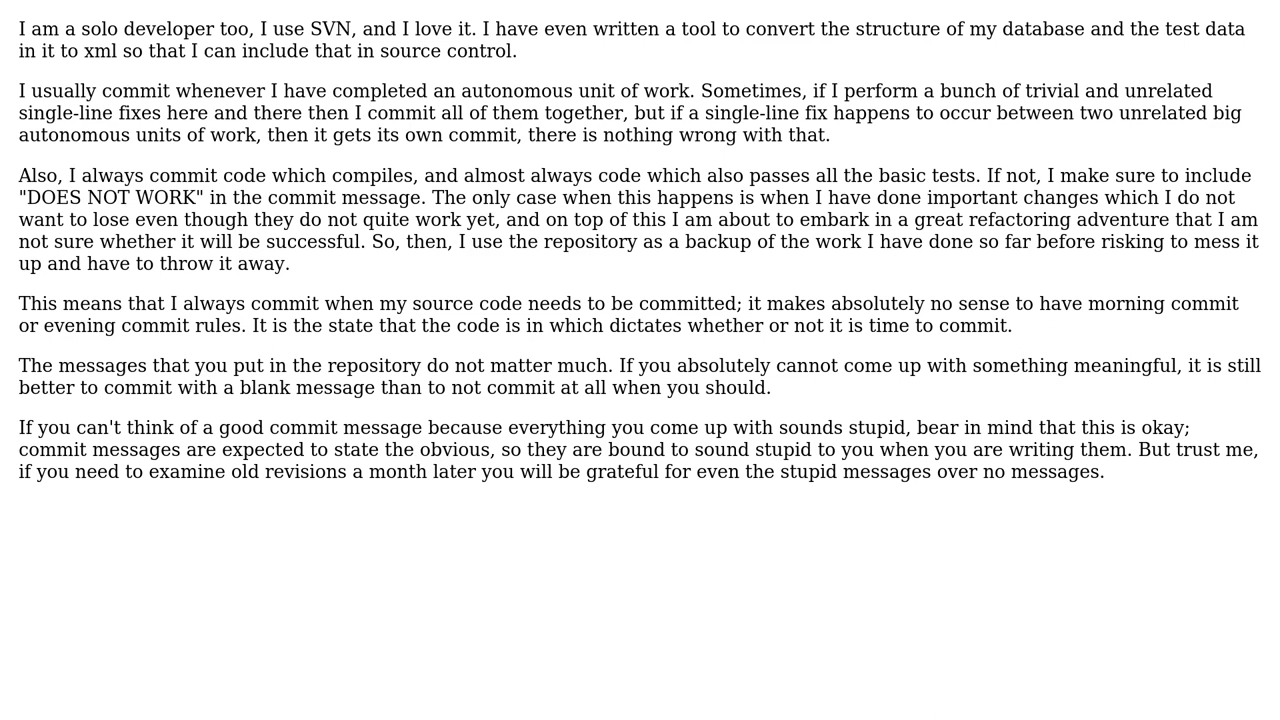 I am a solo developer too, I use SVN, and I love it. I have even written a tool to convert the structure of my database and the test data
in it to xml so that I can include that in source control.
I usually commit whenever I have completed an autonomous unit of work. Sometimes, if I perform a bunch of trivial and unrelated
single-line fixes here and there then I commit all of them together, but if a single-line fix happens to occur between two unrelated big
autonomous units of work, then it gets its own commit, there is nothing wrong with that.
Also, I always commit code which compiles, and almost always code which also passes all the basic tests. If not, I make sure to include
"DOES NOT WORK" in the commit message. The only case when this happens is when I have done important changes which I do not
want to lose even though they do not quite work yet, and on top of this I am about to embark in a great refactoring adventure that I am
not sure whether it will be successful. So, then, I use the repository as a backup of the work I have done so far before risking to mess it
up and have to throw it away.
This means that I always commit when my source code needs to be committed; it makes absolutely no sense to have morning commit
or evening commit rules. It is the state that the code is in which dictates whether or not it is time to commit.
The messages that you put in the repository do not matter much. If you absolutely cannot come up with something meaningful, it is still
better to commit with a blank message than to not commit at all when you should.
If you can't think of a good commit message because everything you come up with sounds stupid, bear in mind that this is okay;
commit messages are expected to state the obvious, so they are bound to sound stupid to you when you are writing them. But trust me,
if you need to examine old revisions a month later you will be grateful for even the stupid messages over no messages.